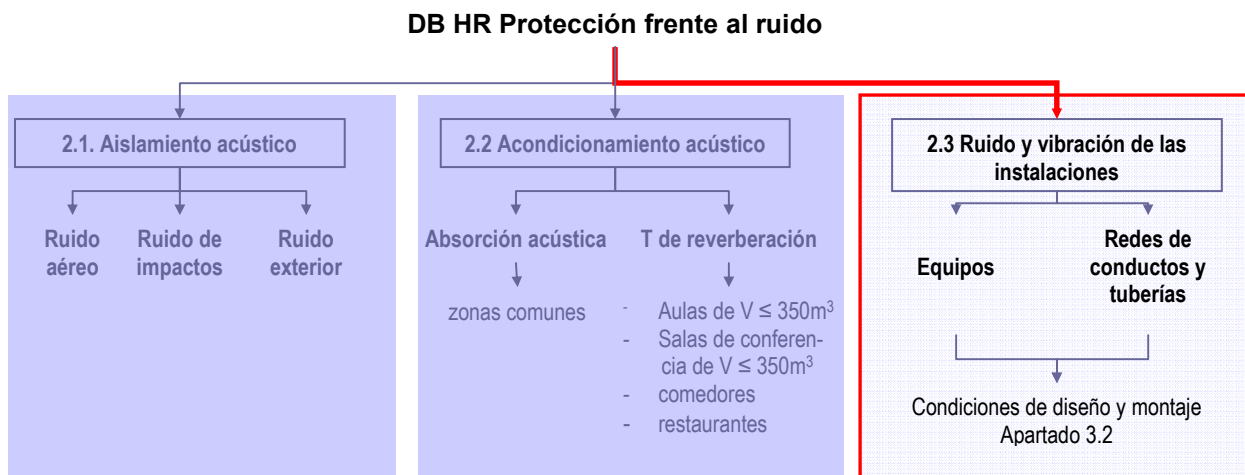 DB HR Protección frente al ruido
2.1. Aislamiento acústico
Ruido
aéreo
Ruido de
impactos
Ruido
exterior
2.2 Acondicionamiento acústico
Absorción acústica
zonas comunes
T de reverberación
- Aulas de V ≤ 350m³
- Salas de conferen-
cia de V ≤ 350m³
- comedores
- restaurantes
2.3 Ruido y vibración de las
instalaciones
Equipos
Redes de
conductos y
tuberías
Condiciones de diseño y montaje
Apartado 3.2